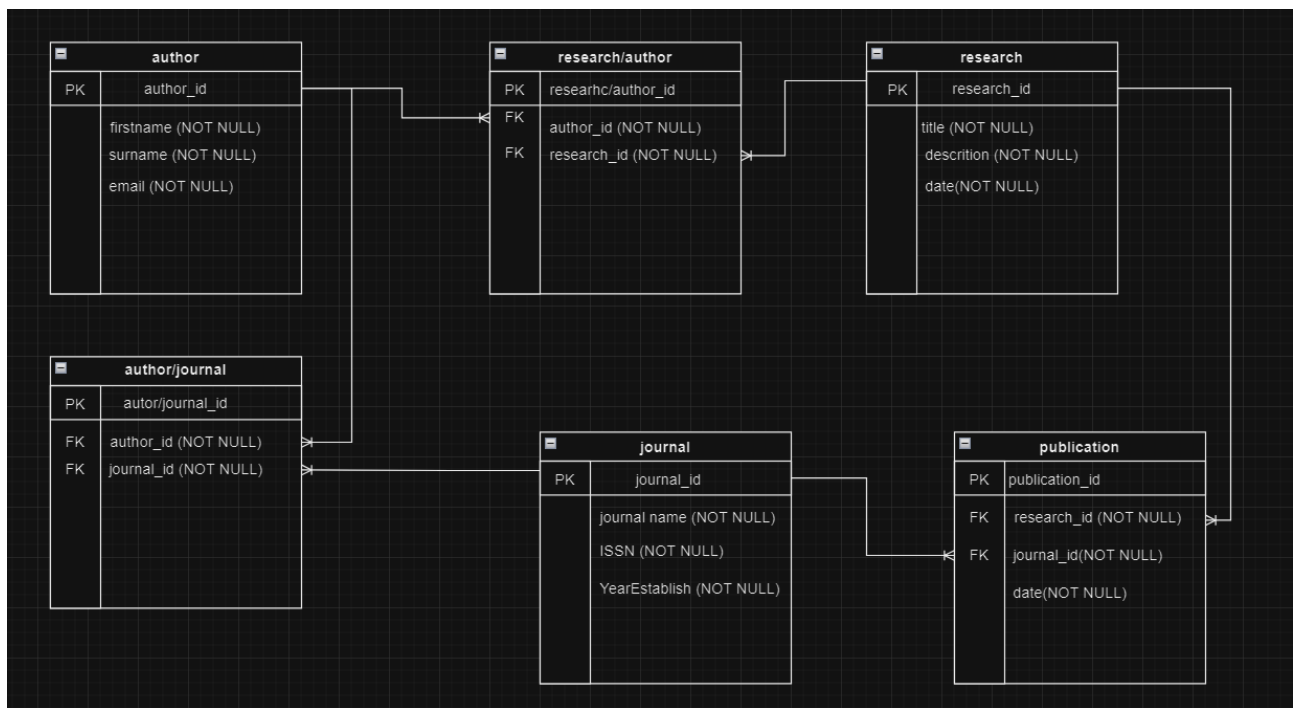 author
PK author_id
firstname (NOT NULL)
surname (NOT NULL)
email (NOT NULL)
research/author
PK researhc/author_id
FK author_id (NOT NULL)
FK research_id (NOT NULL)
research
PK research_id
title (NOT NULL)
descrition (NOT NULL)
date(NOT NULL)
author/journal
PK autor/journal_id
FK author_id (NOT NULL)
FK journal_id (NOT NULL)
journal
PK journal_id
journal name (NOT NULL)
ISSN (NOT NULL)
YearEstablish (NOT NULL)
publication
PK publication_id
FK research_id (NOT NULL)
FK journal_id(NOT NULL)
date(NOT NULL)